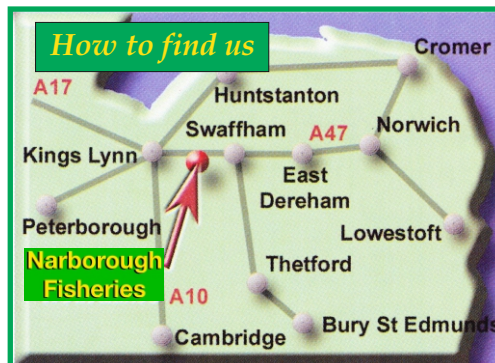 How to find us
Cromer
A17
Huntstanton
Swaffham
A47
Norwich
Kings Lynn
East
Dereham
Peterborough
Lowestoft
Narborough
Fisheries
Thetford
A10
Cambridge
Bury St Edmunds